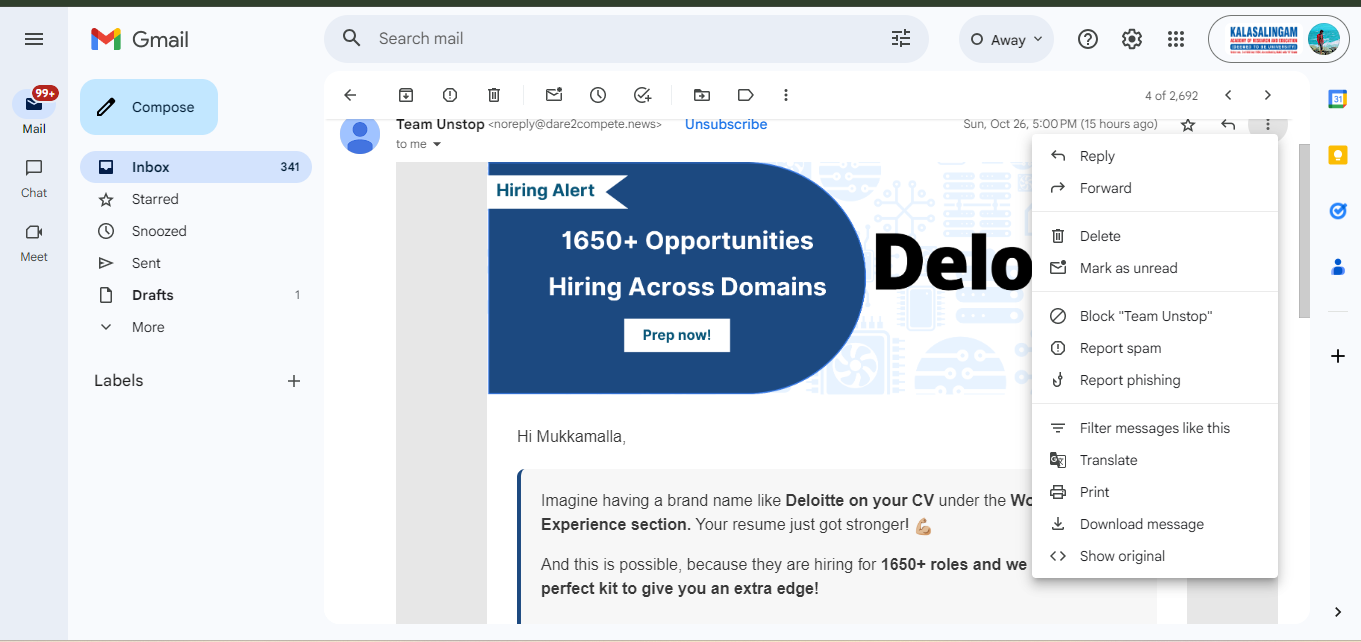 Gmail
Search mail
Away
KALASALINGAM
ACADEMY OF RESEARCH AND EDUCATION
(DEEMED TO BE UNIVERSITY)
99+
Mail
Chat
Meet
Compose
Inbox 341
Starred
Snoozed
Sent
Drafts 1
More
Labels
4 of 2,692
Team Unstop <noreply@dare2compete.news> Unsubscribe
Sun, Oct 26, 5:00 PM (15 hours ago)
to me
Hiring Alert
1650+ Opportunities
Hiring Across Domains
Prep now!
Delo
Hi Mukkamalla,
Imagine having a brand name like Deloitte on your CV under the Wo
Experience section. Your resume just got stronger! 💪🏼
And this is possible, because they are hiring for 1650+ roles and we
perfect kit to give you an extra edge!
Reply
Forward
Delete
Mark as unread
Block "Team Unstop"
Report spam
Report phishing
Filter messages like this
Translate
Print
Download message
Show original
31